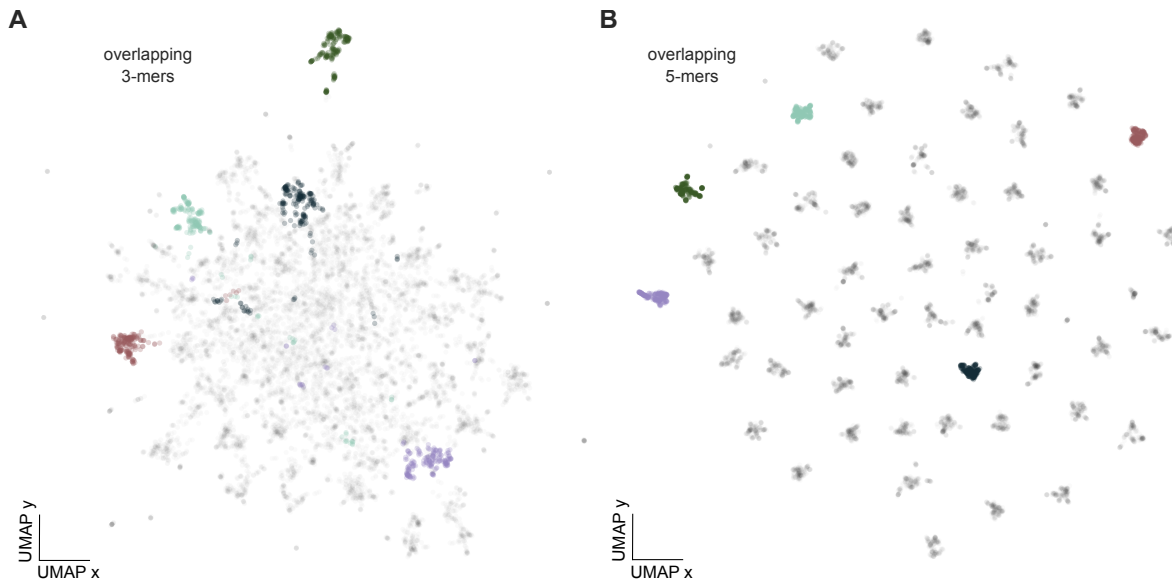 A
overlapping
3-mers
UMAP y
UMAP x
B
overlapping
5-mers
UMAP y
UMAP x